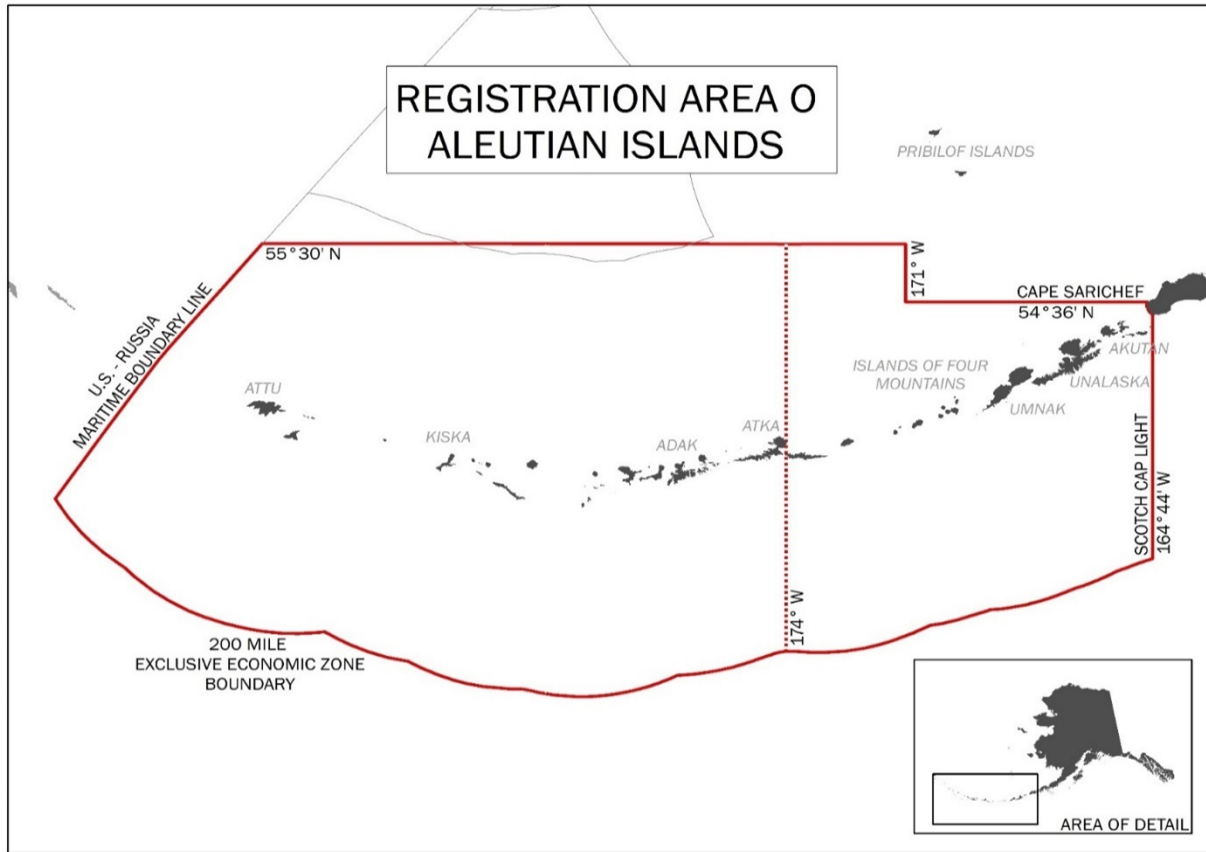 REGISTRATION AREA O
ALEUTIAN ISLANDS
PRIBILOF ISLANDS
55°30' N
171° W
CAPE SARICHEF
54°36' N
U.S. - RUSSIA
MARITIME BOUNDARY LINE
ATTU
KISKA
ADAK
ATKA
ISLANDS OF FOUR
MOUNTAINS
UMNAK
UNALASKA
AKUTAN
SCOTCH CAP LIGHT
164°44' W
174° W
200 MILE
EXCLUSIVE ECONOMIC ZONE
BOUNDARY
AREA OF DETAIL